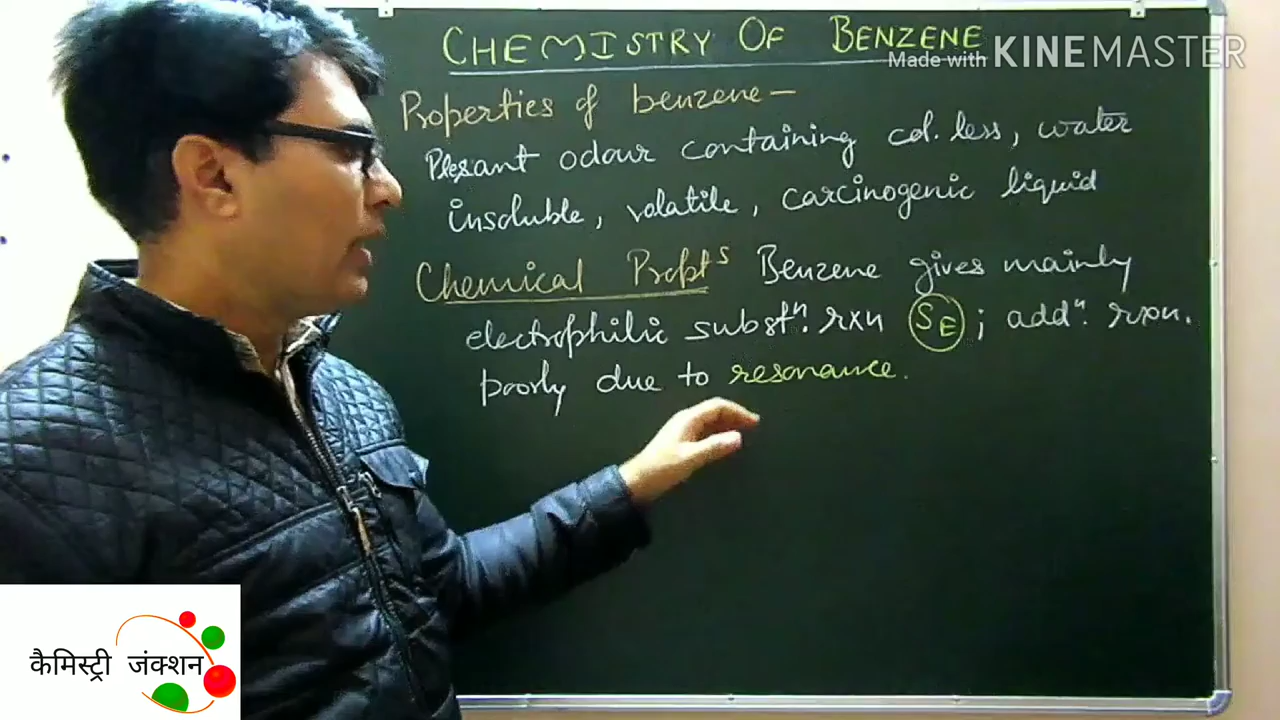 CHEMISTRY OF BENZENE
Made with KINEMASTER
Properties of benzene -
Plesant odour containing col. less, water
insoluble, volatile, carcinogenic liquid
Chemical Propts Benzene gives mainly
electrophilic substn. rxn SE ; addn. rxn.
poorly due to resonance.
कैमिस्ट्री जंक्शन